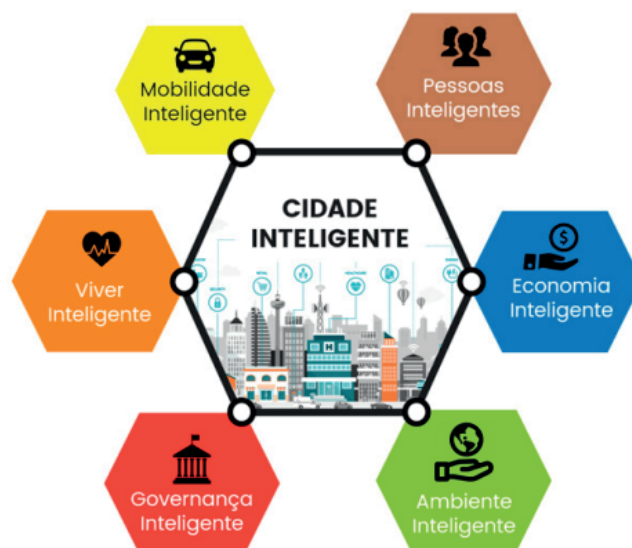 Mobilidade
Inteligente
Pessoas
Inteligentes
CIDADE
INTELIGENTE
Viver
Inteligente
$
Economia
Inteligente
H
Governança
Inteligente
Ambiente
Inteligente